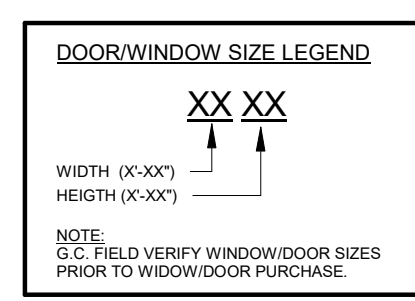 DOOR/WINDOW SIZE LEGEND
XX XX
WIDTH (X'-XX")
HEIGTH (X'-XX")
NOTE:
G.C. FIELD VERIFY WINDOW/DOOR SIZES
PRIOR TO WIDOW/DOOR PURCHASE.